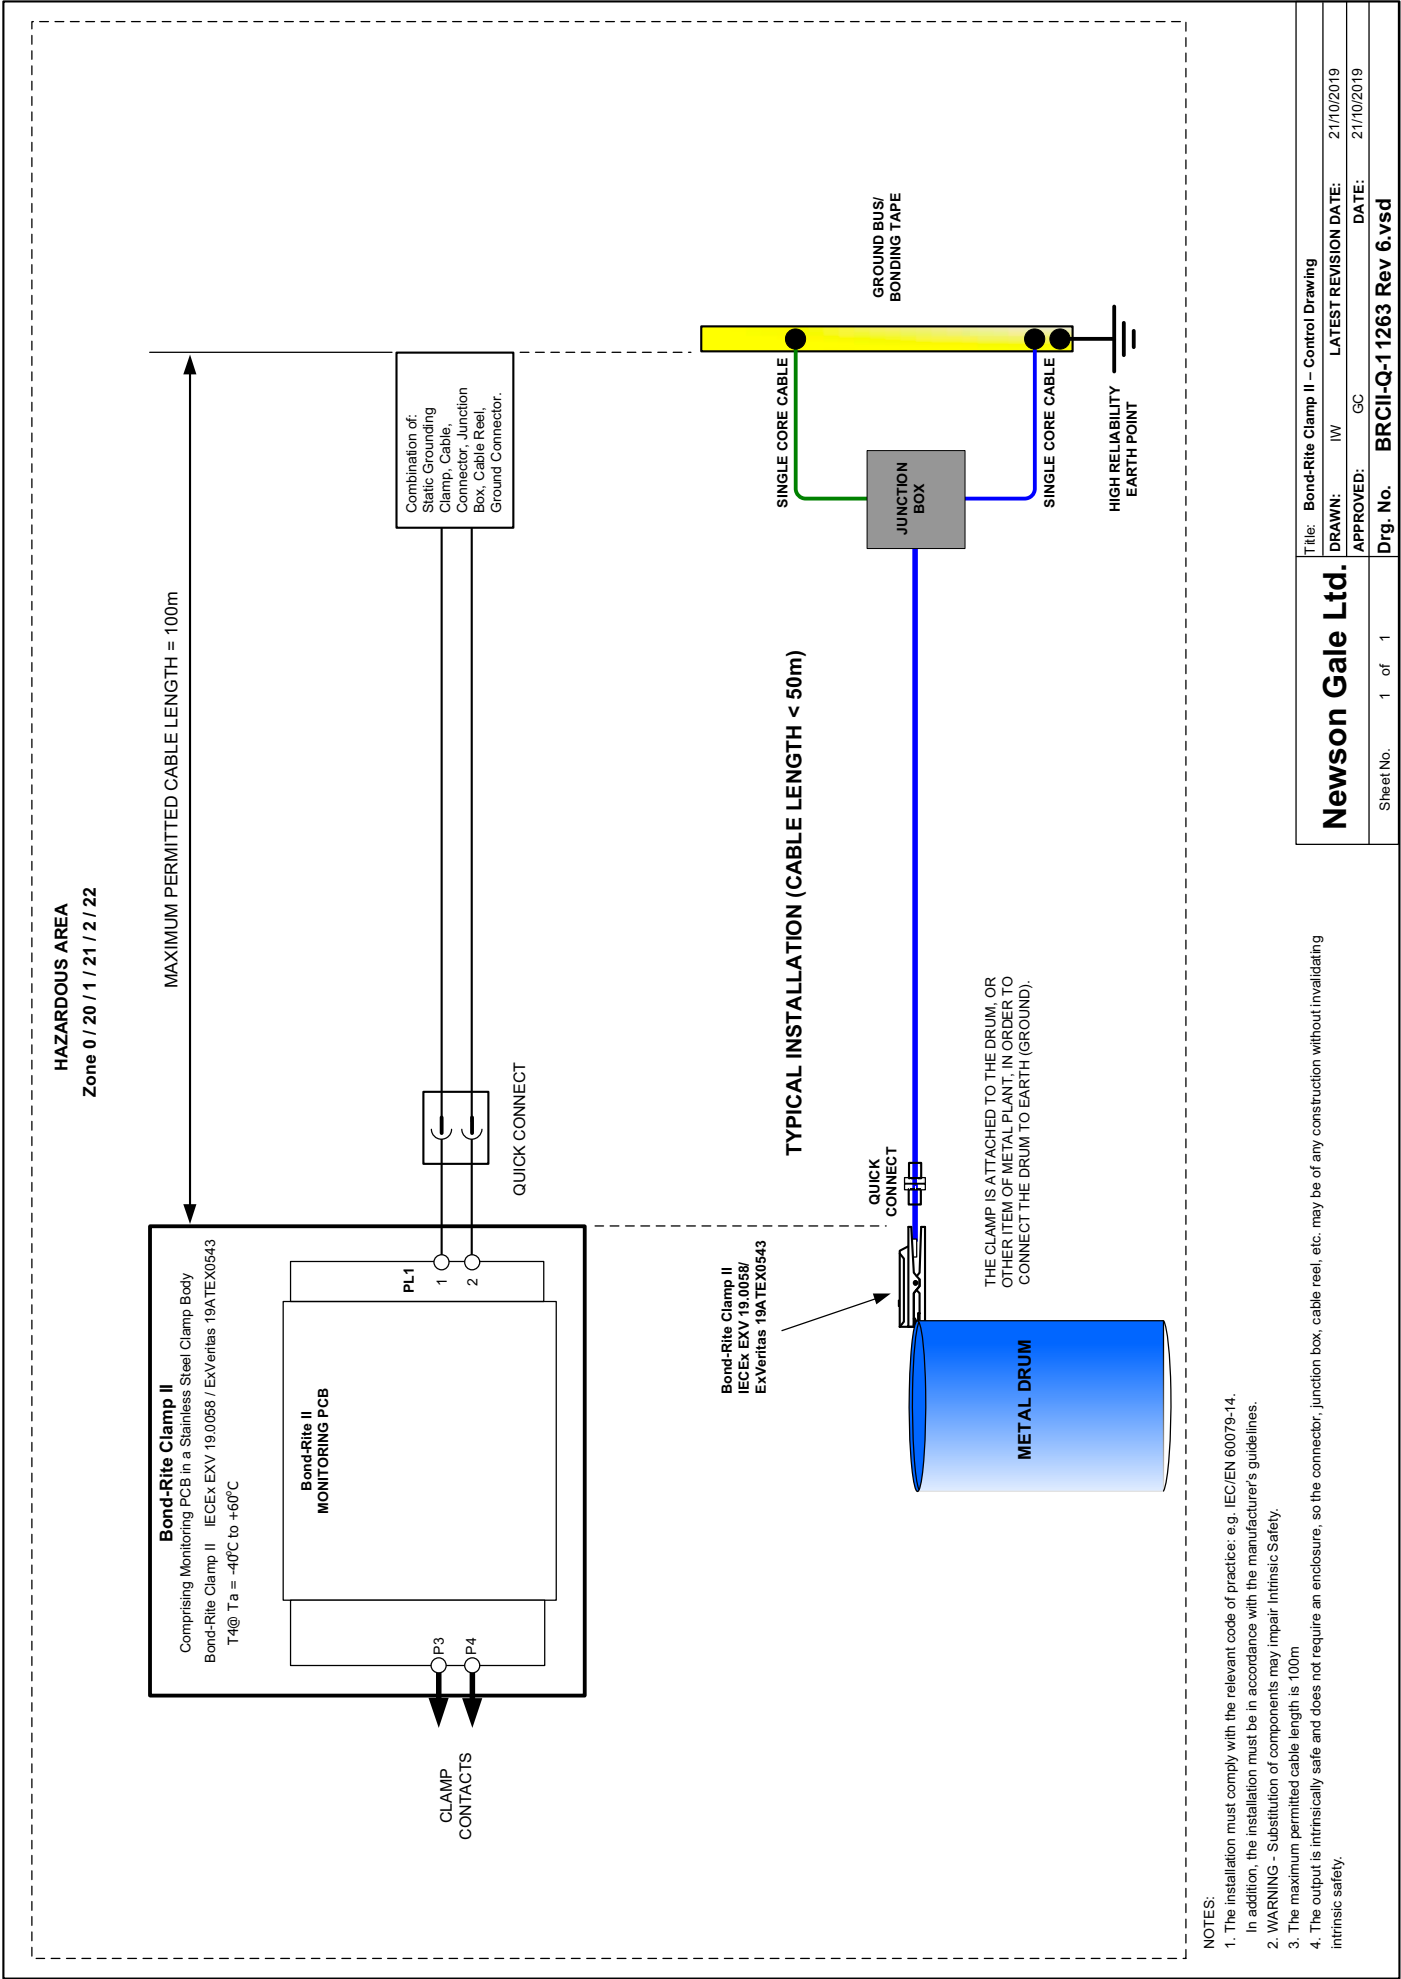 HAZARDOUS AREA
Zone 0 / 20 / 1 / 21 / 2 / 22
MAXIMUM PERMITTED CABLE LENGTH = 100m
Bond-Rite Clamp II
Comprising Monitoring PCB in a Stainless Steel Clamp Body
Bond-Rite Clamp II IECEx EXV 19.0058 / ExVeritas 19ATEX0543
T4@ Ta = -40°C to +60°C
Bond-Rite II
MONITORING PCB
PL1
1
2
P3
P4
CLAMP
CONTACTS
QUICK CONNECT
Combination of:
Static Grounding
Clamp, Cable,
Connector, Junction
Box, Cable Reel,
Ground Connector.
TYPICAL INSTALLATION (CABLE LENGTH < 50m)
Bond-Rite Clamp II
IECEx EXV 19.0058/
ExVeritas 19ATEX0543
QUICK
CONNECT
THE CLAMP IS ATTACHED TO THE DRUM, OR
OTHER ITEM OF METAL PLANT, IN ORDER TO
CONNECT THE DRUM TO EARTH (GROUND).
METAL DRUM
JUNCTION
BOX
SINGLE CORE CABLE
SINGLE CORE CABLE
GROUND BUS/
BONDING TAPE
HIGH RELIABILITY
EARTH POINT
NOTES:
1. The installation must comply with the relevant code of practice: e.g. IEC/EN 60079-14.
In addition, the installation must be in accordance with the manufacturer's guidelines.
2. WARNING - Substitution of components may impair Intrinsic Safety.
3. The maximum permitted cable length is 100m
4. The output is intrinsically safe and does not require an enclosure, so the connector, junction box, cable reel, etc. may be of any construction without invalidating
intrinsic safety.
Newson Gale Ltd.
Sheet No. 1 of 1
Title: Bond-Rite Clamp II – Control Drawing
DRAWN: IW LATEST REVISION DATE: 21/10/2019
APPROVED: GC DATE: 21/10/2019
Drg. No. BRCII-Q-11263 Rev 6.vsd